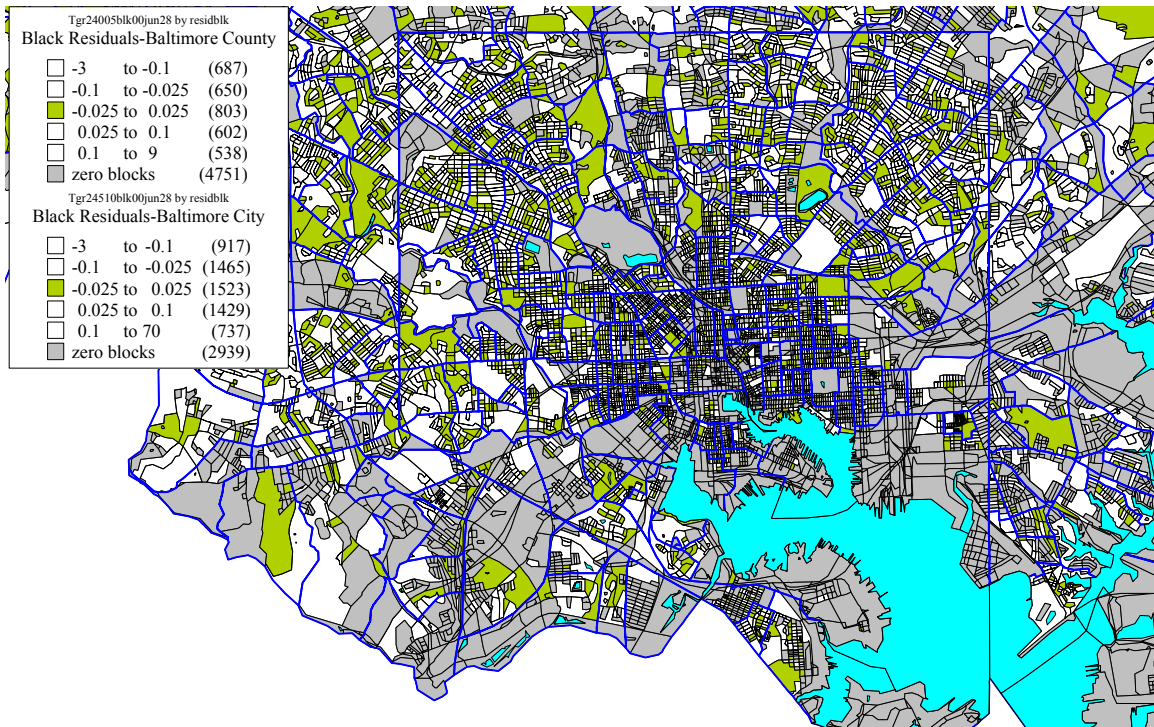 Tgr24005blk00jun28 by residblk
Black Residuals-Baltimore County
-3 to -0.1 (687)
-0.1 to -0.025 (650)
-0.025 to 0.025 (803)
0.025 to 0.1 (602)
0.1 to 9 (538)
zero blocks (4751)
Tgr24510blk00jun28 by residblk
Black Residuals-Baltimore City
-3 to -0.1 (917)
-0.1 to -0.025 (1465)
-0.025 to 0.025 (1523)
0.025 to 0.1 (1429)
0.1 to 70 (737)
zero blocks (2939)